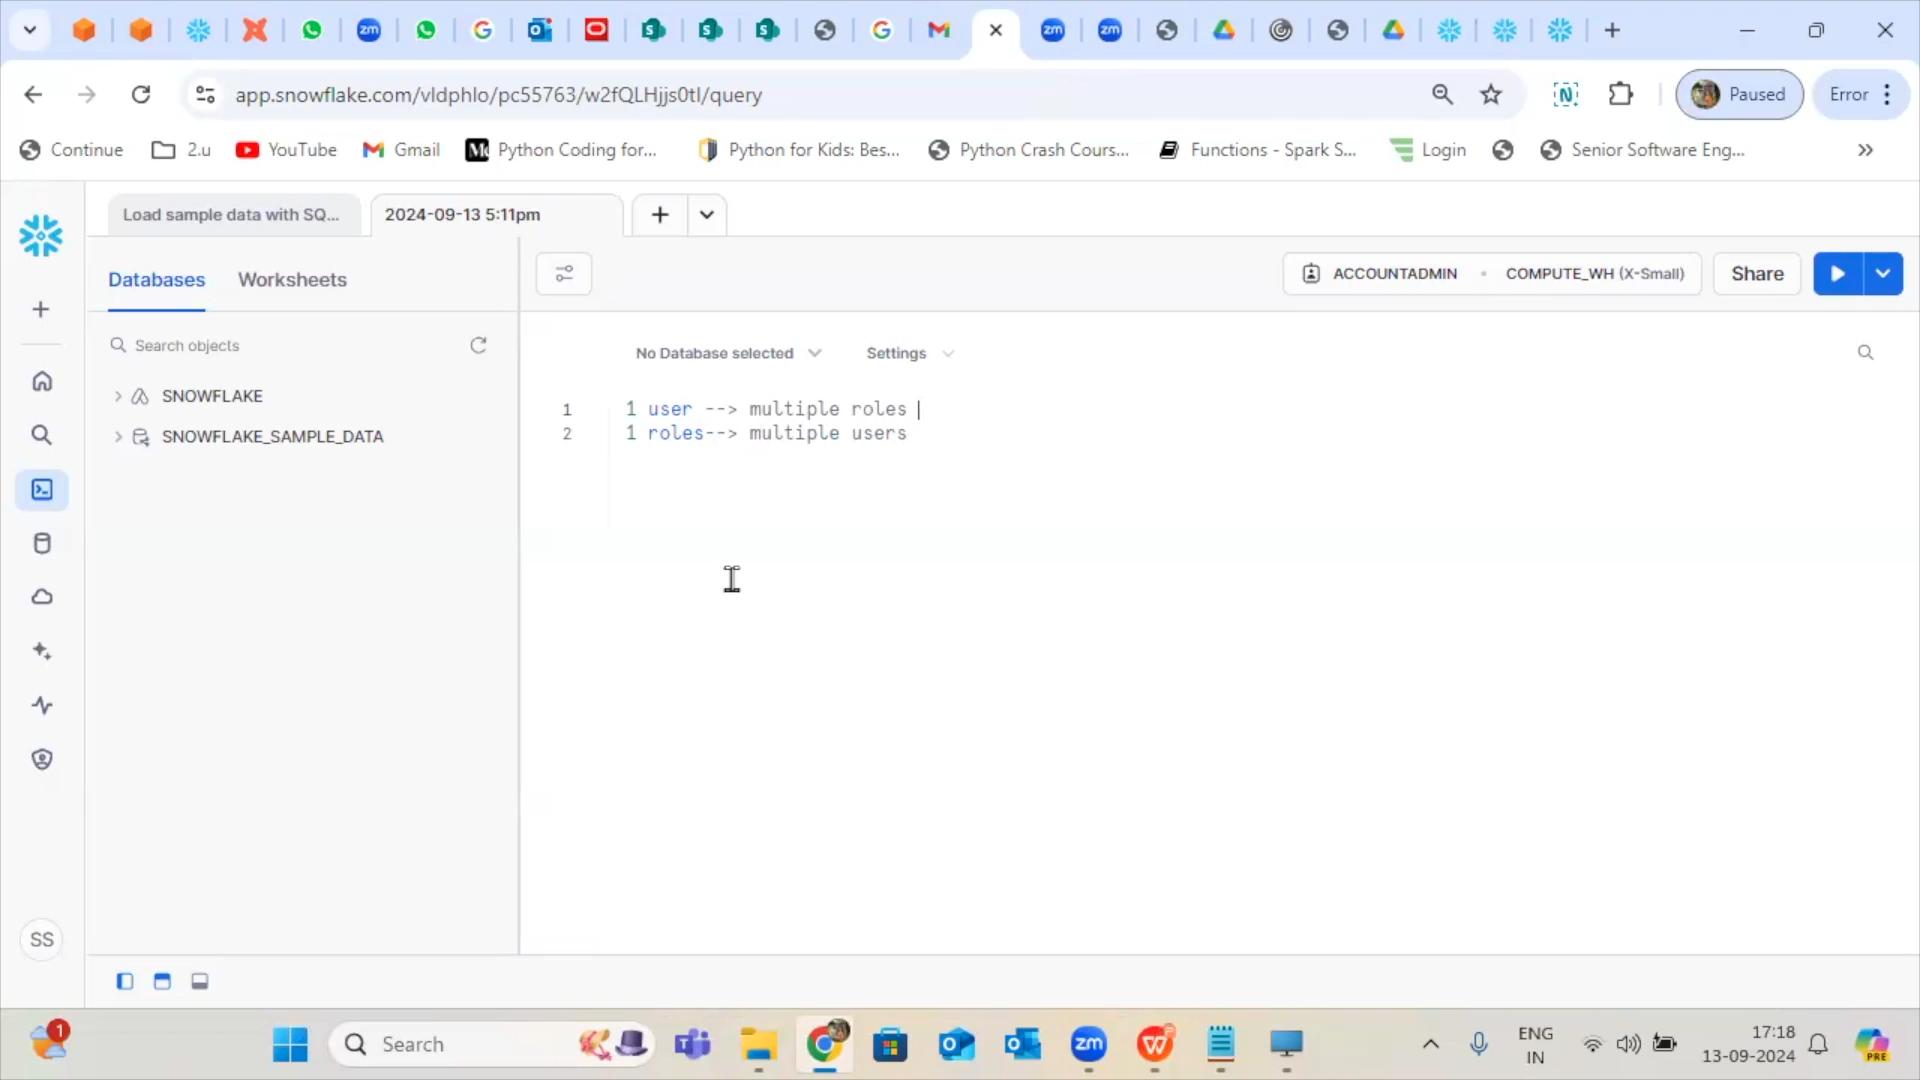 app.snowflake.com/vldphlo/pc55763/w2fQLHjjs0tI/query
Paused
Error
Continue
2.u
YouTube
Gmail
Python Coding for...
Python for Kids: Bes...
Python Crash Cours...
Functions - Spark S...
Login
Senior Software Eng...
Load sample data with SQ...
2024-09-13 5:11pm
Databases
Worksheets
ACCOUNTADMIN
COMPUTE_WH (X-Small)
Share
Search objects
No Database selected
Settings
SNOWFLAKE
SNOWFLAKE_SAMPLE_DATA
1 1 user --> multiple roles
2 1 roles--> multiple users
SS
1
Search
ENG
IN
17:18
13-09-2024
PRE